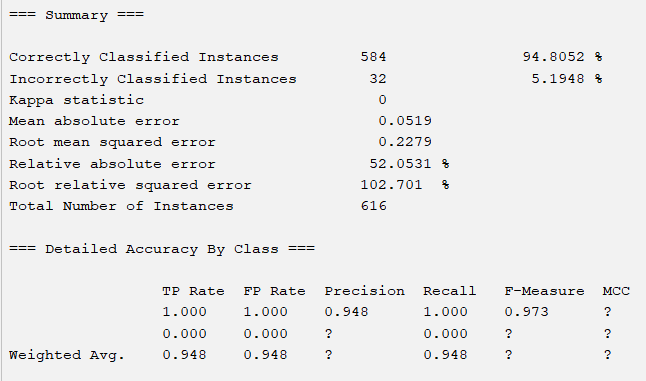 === Summary ===
Correctly Classified Instances 584 94.8052 %
Incorrectly Classified Instances 32 5.1948 %
Kappa statistic 0
Mean absolute error 0.0519
Root mean squared error 0.2279
Relative absolute error 52.0531 %
Root relative squared error 102.701 %
Total Number of Instances 616
=== Detailed Accuracy By Class ===
TP Rate FP Rate Precision Recall F-Measure MCC
1.000 1.000 0.948 1.000 0.973 ?
0.000 0.000 ? 0.000 ? ?
Weighted Avg. 0.948 0.948 ? 0.948 ? ?